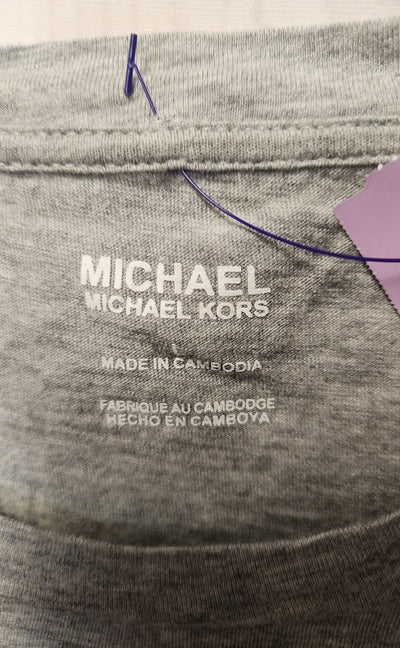 MICHAEL
MICHAEL KORS
L
MADE IN CAMBODIA
FABRIQUÉ AU CAMBODGE
HECHO EN CAMBOYA